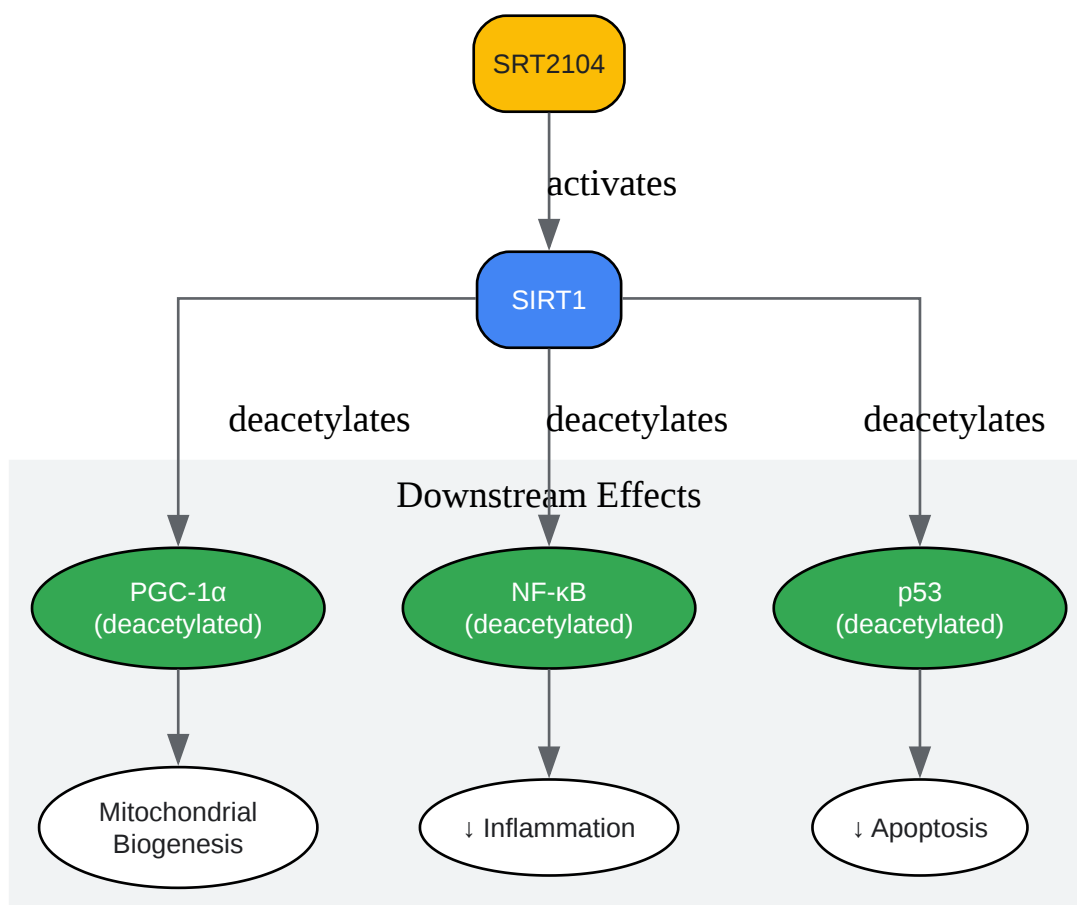 SRT2104
activates
SIRT1
deacetylates
deacetylates
deacetylates
Downstream Effects
PGC-1α
(deacetylated)
NF-κB
(deacetylated)
p53
(deacetylated)
Mitochondrial
Biogenesis
↓ Inflammation
↓ Apoptosis